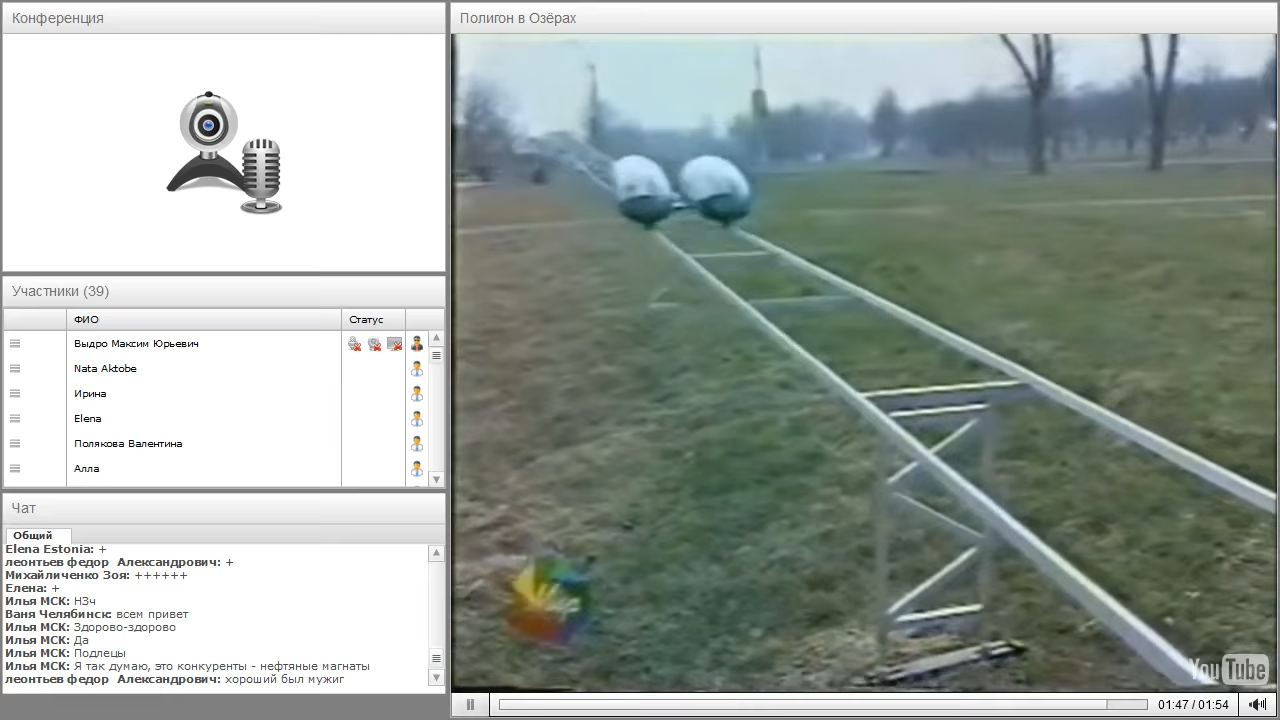 Конференция
Полигон в Озёрах
Участники (39)
ФИО
Статус
Выдро Максим Юрьевич
Nata Aktobe
Ирина
Elena
Полякова Валентина
Алла
Чат
Общий
Elena Estonia: +
леонтьев федор Александрович: +
Михайличенко Зоя: ++++++
Елена: +
Илья МСК: НЗч
Ваня Челябинск: всем привет
Илья МСК: Здорово-здорово
Илья МСК: Да
Илья МСК: Подлецы
Илья МСК: Я так думаю, это конкуренты - нефтяные магнаты
леонтьев федор Александрович: хороший был мужиг
YouTube
01:47 / 01:54